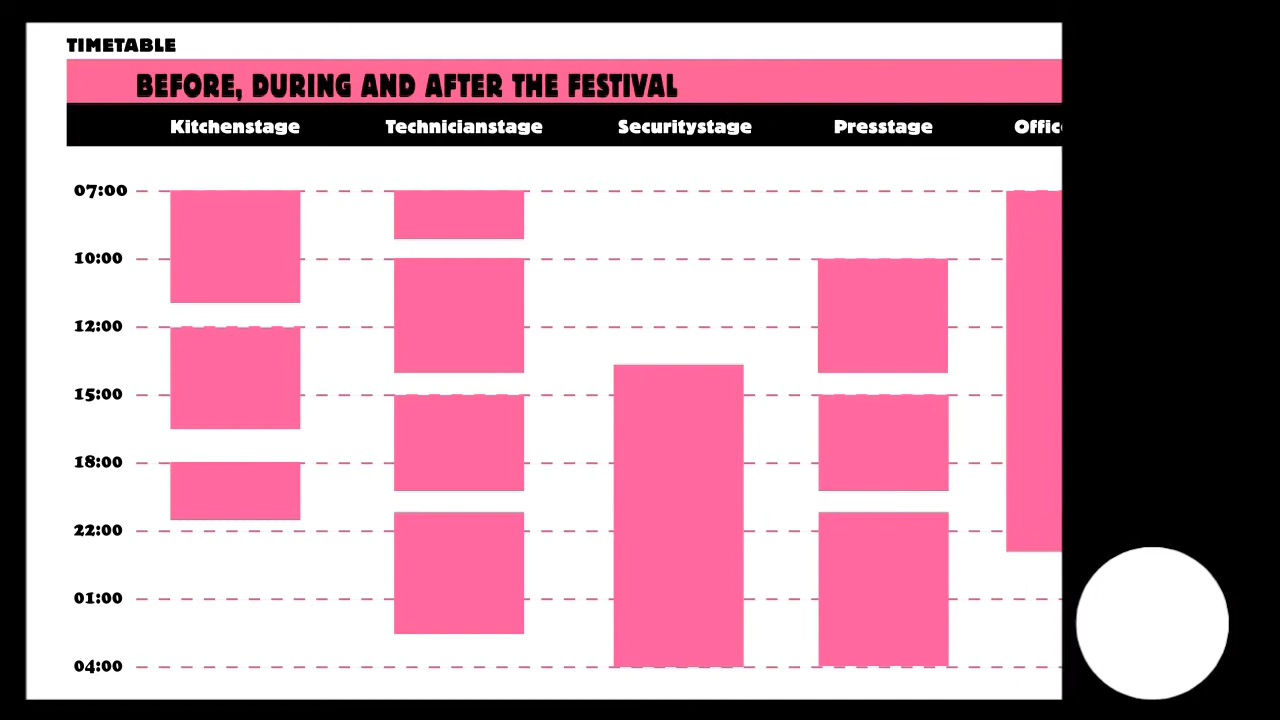 TIMETABLE
BEFORE, DURING AND AFTER THE FESTIVAL
Kitchenstage Technicianstage Securitystage Presstage
07:00
10:00
12:00
15:00
18:00
22:00
01:00
04:00